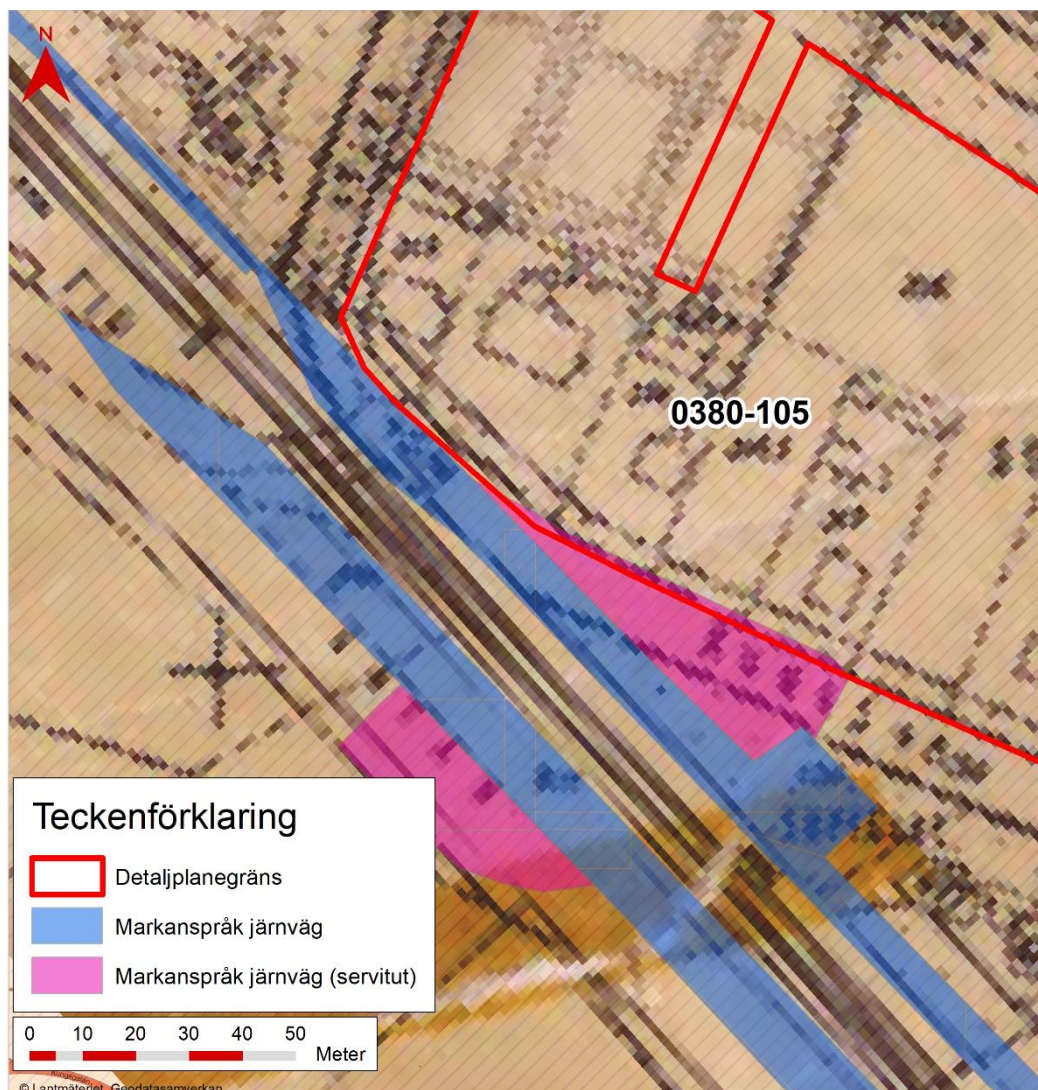 N
0380-105
Teckenförklaring
Detaljplanegräns
Markanspråk järnväg
Markanspråk järnväg (servitut)
0 10 20 30 40 50
Meter
© Lantmäteriet, Geodatasamverkan